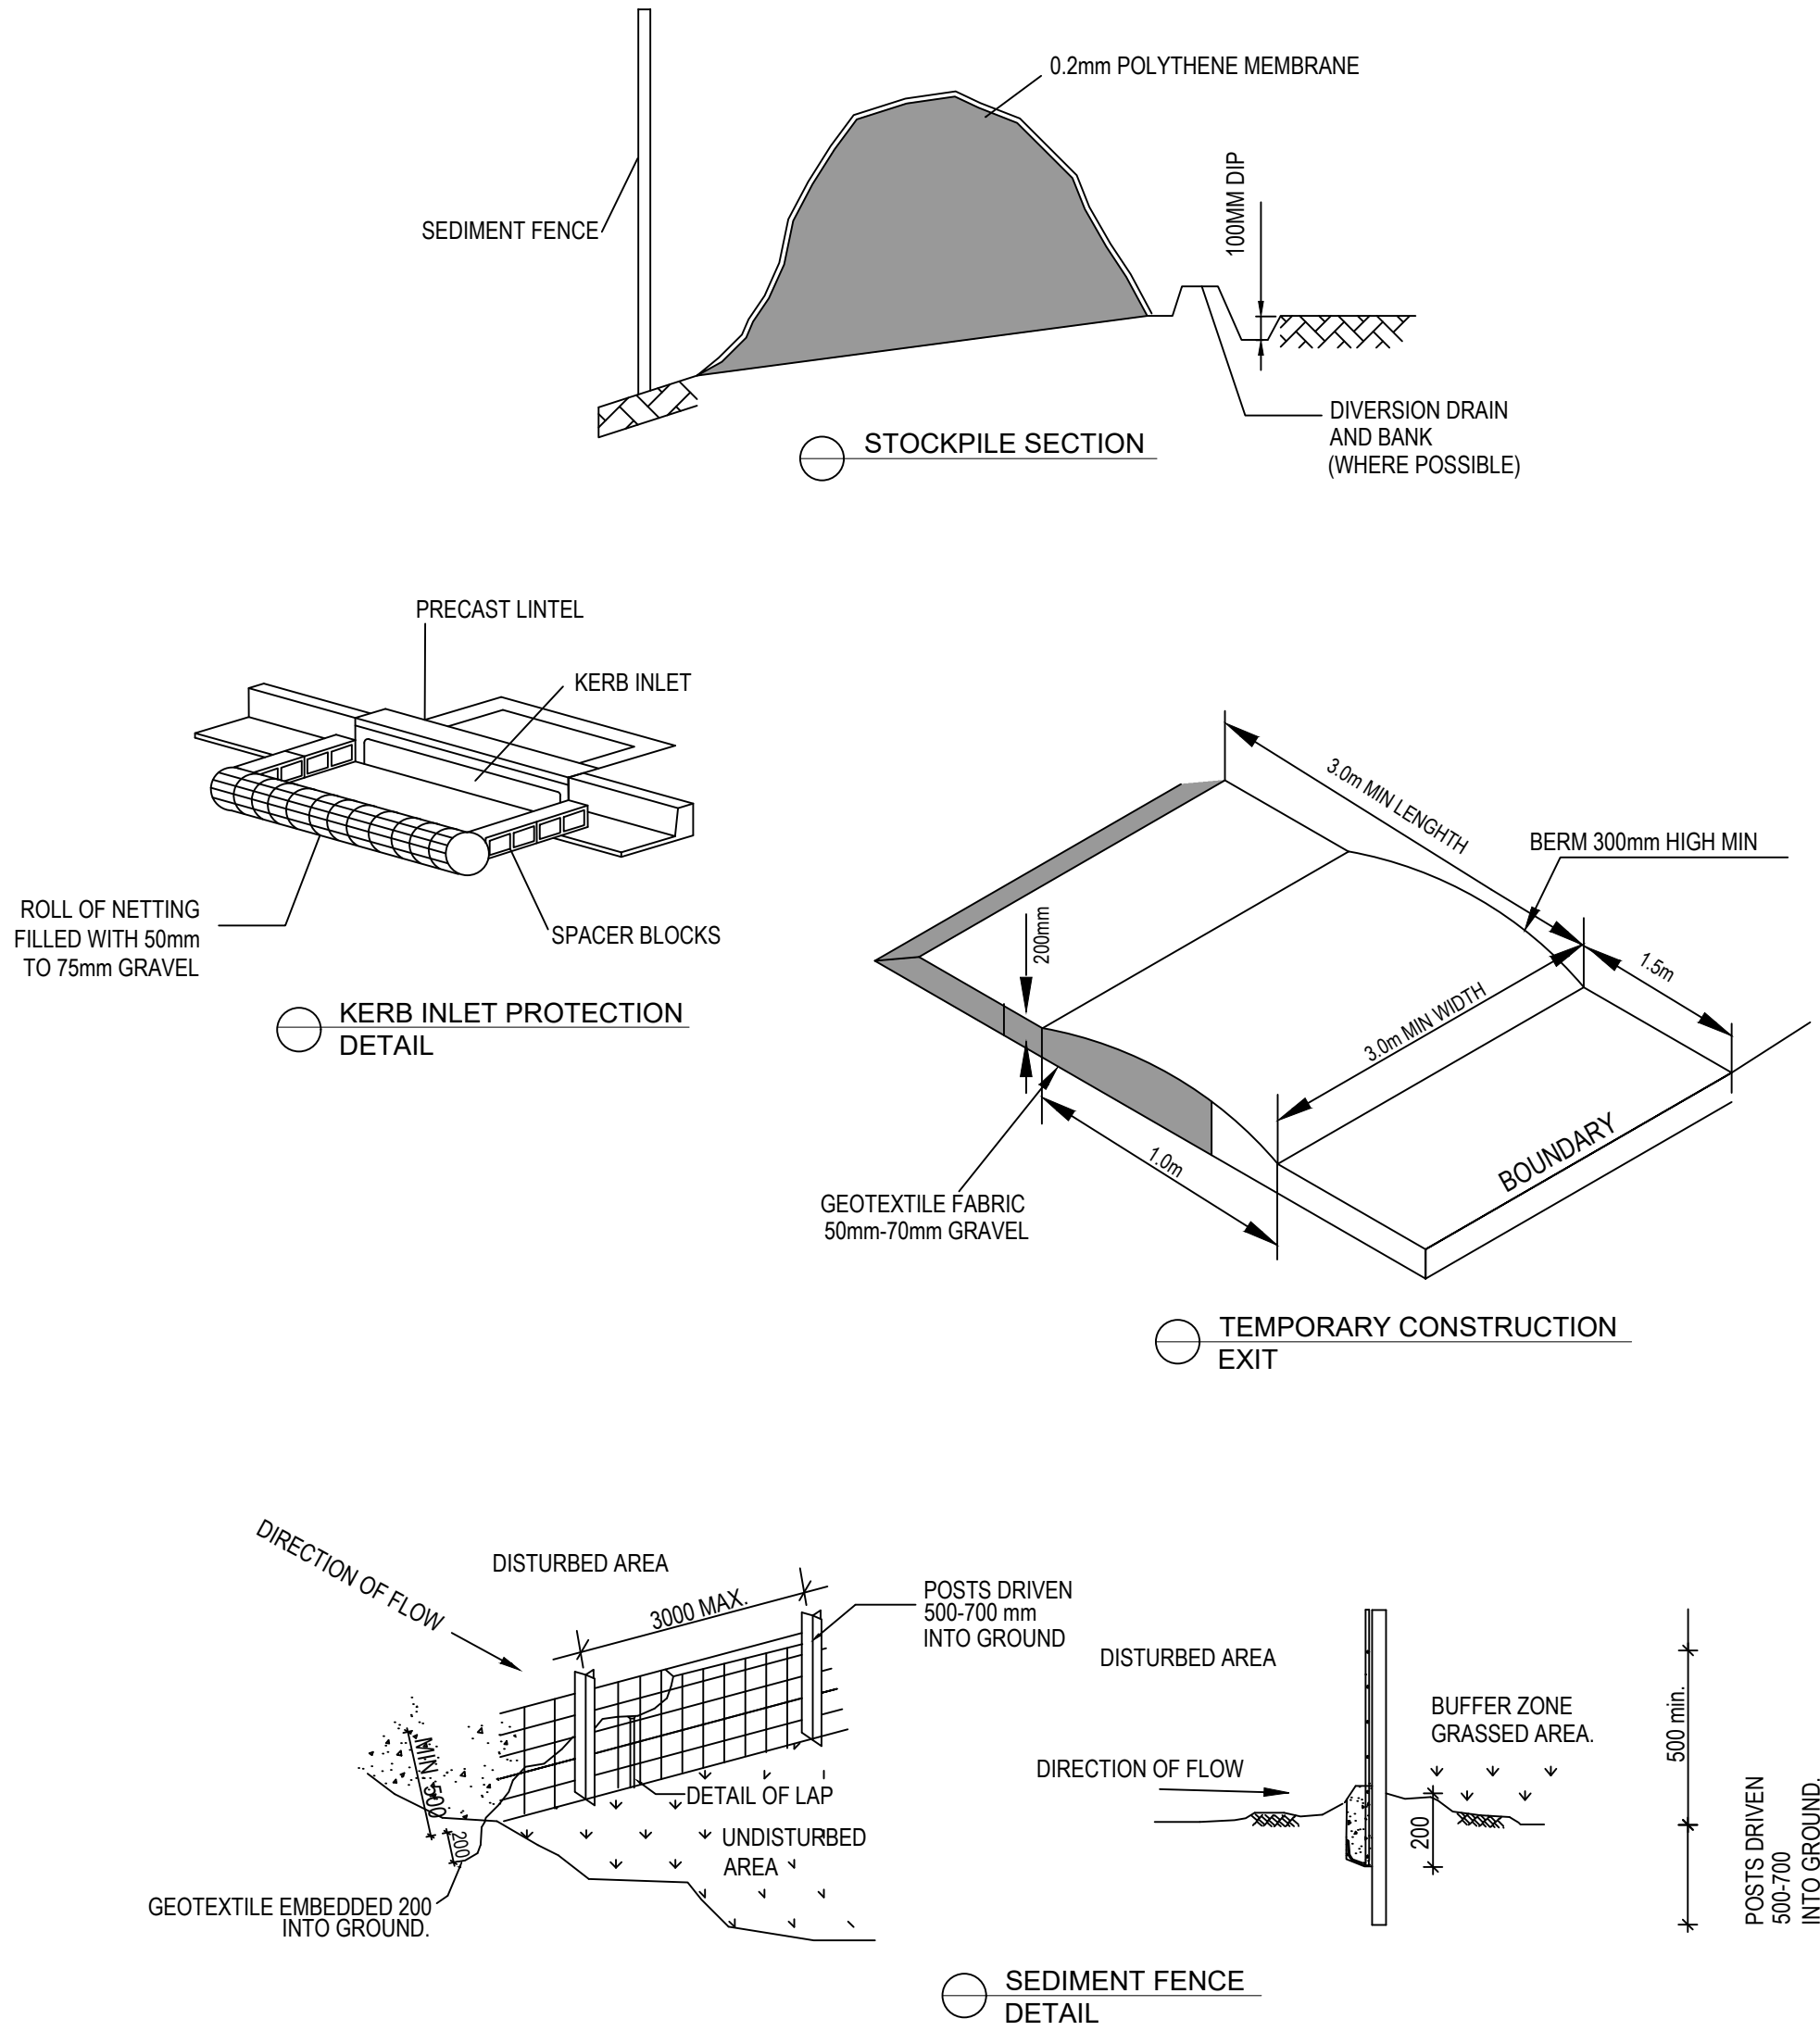 0.2mm POLYTHENE MEMBRANE
SEDIMENT FENCE
100MM DIP
DIVERSION DRAIN
AND BANK
(WHERE POSSIBLE)
STOCKPILE SECTION
PRECAST LINTEL
KERB INLET
ROLL OF NETTING
FILLED WITH 50mm
TO 75mm GRAVEL
SPACER BLOCKS
KERB INLET PROTECTION
DETAIL
3.0m MIN LENGHTH
BERM 300mm HIGH MIN
200mm
1.5m
3.0m MIN WIDTH
1.0m
BOUNDARY
GEOTEXTILE FABRIC
50mm-70mm GRAVEL
TEMPORARY CONSTRUCTION
EXIT
DIRECTION OF FLOW
DISTURBED AREA
3000 MAX.
POSTS DRIVEN
500-700 mm
INTO GROUND
MIN 500
200
DETAIL OF LAP
UNDISTURBED
AREA
GEOTEXTILE EMBEDDED 200
INTO GROUND.
DISTURBED AREA
BUFFER ZONE
GRASSED AREA.
DIRECTION OF FLOW
200
500 min.
POSTS DRIVEN
500-700
INTO GROUND.
SEDIMENT FENCE
DETAIL